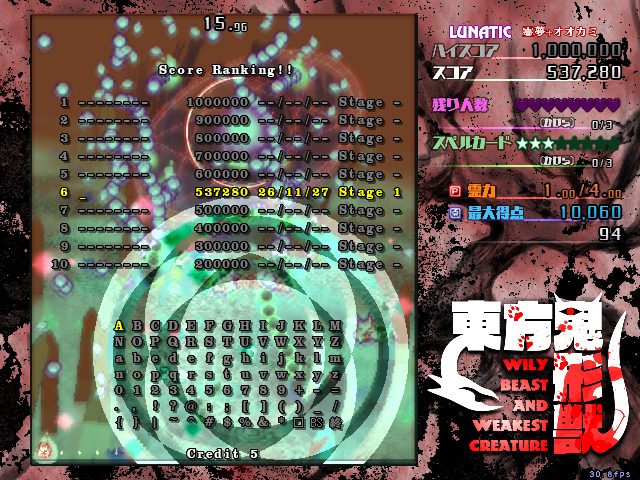 15.96
Score Ranking!!
1 -------- 1000000 --/--/-- Stage -
2 -------- 900000 --/--/-- Stage -
3 -------- 800000 --/--/-- Stage -
4 -------- 700000 --/--/-- Stage -
5 -------- 600000 --/--/-- Stage -
6 _ 537280 26/11/27 Stage 1
7 -------- 500000 --/--/-- Stage -
8 -------- 400000 --/--/-- Stage -
9 -------- 300000 --/--/-- Stage -
10 -------- 200000 --/--/-- Stage -
A B C D E F G H I J K L M
N O P Q R S T U V W X Y Z
a b c d e f g h i j k l m
n o p q r s t u v w x y z
0 1 2 3 4 5 6 7 8 9 + - =
. , ! ? @ : ; [ ] ( ) _ /
{ } | ~ ^ # $ % & * □ BS 終
Credit 5
LUNATIC 霊夢+オオカミ
ハイスコア 1,000,000
スコア 537,280
残り人数
(かけら) 0/3
スペルカード ★★★★★★★★
(かけら) 0/3
P 霊力 1.00/4.00
最大得点 10,060
94
東方鬼形獣
WILY
BEAST
AND
WEAKEST
CREATURE
30.8fps